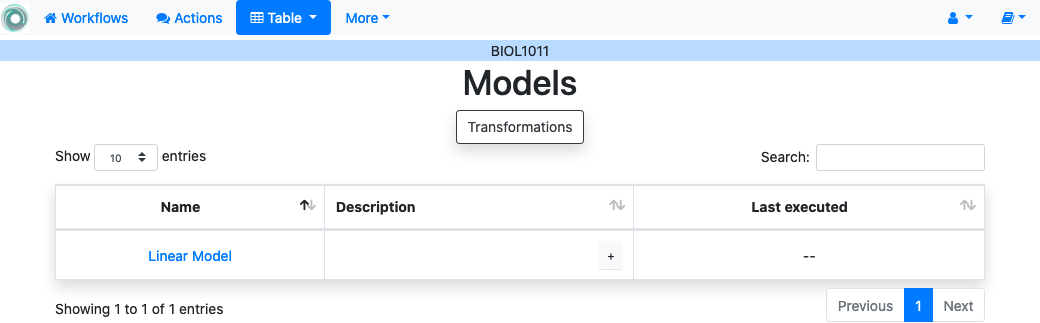 Workflows Actions Table More
BIOL1011
Models
Transformations
Show 10 entries Search:
Name Description Last executed
Linear Model + --
Showing 1 to 1 of 1 entries Previous 1 Next